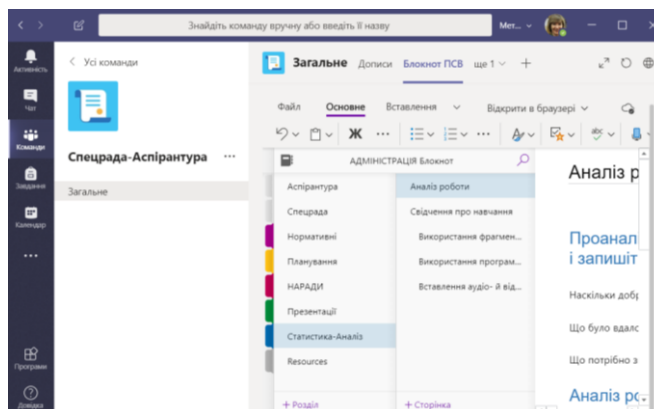 Знайдіть команду вручну або введіть її назву
Мет...
Активність
Чат
Команди
Завдання
Календар
Програми
Довідка
Усі команди
Спецрада-Аспірантура ...
Загальне
Загальне Дописи Блокнот ПСВ ще 1
Файл Основне Вставлення Відкрити в браузері
Ж ...
АДМІНІСТРАЦІЯ Блокнот
Аспірантура
Спецрада
Нормативні
Планування
НАРАДИ
Презентації
Статистика-Аналіз
Resources
+ Розділ
Аналіз роботи
Свідчення про навчання
Використання фрагмен...
Використання програм...
Вставлення аудіо- й від...
+ Сторінка
Аналіз р
Проанал
і запишіт
Наскільки добр
Що було вдалс
Що потрібно з
Аналіз рс